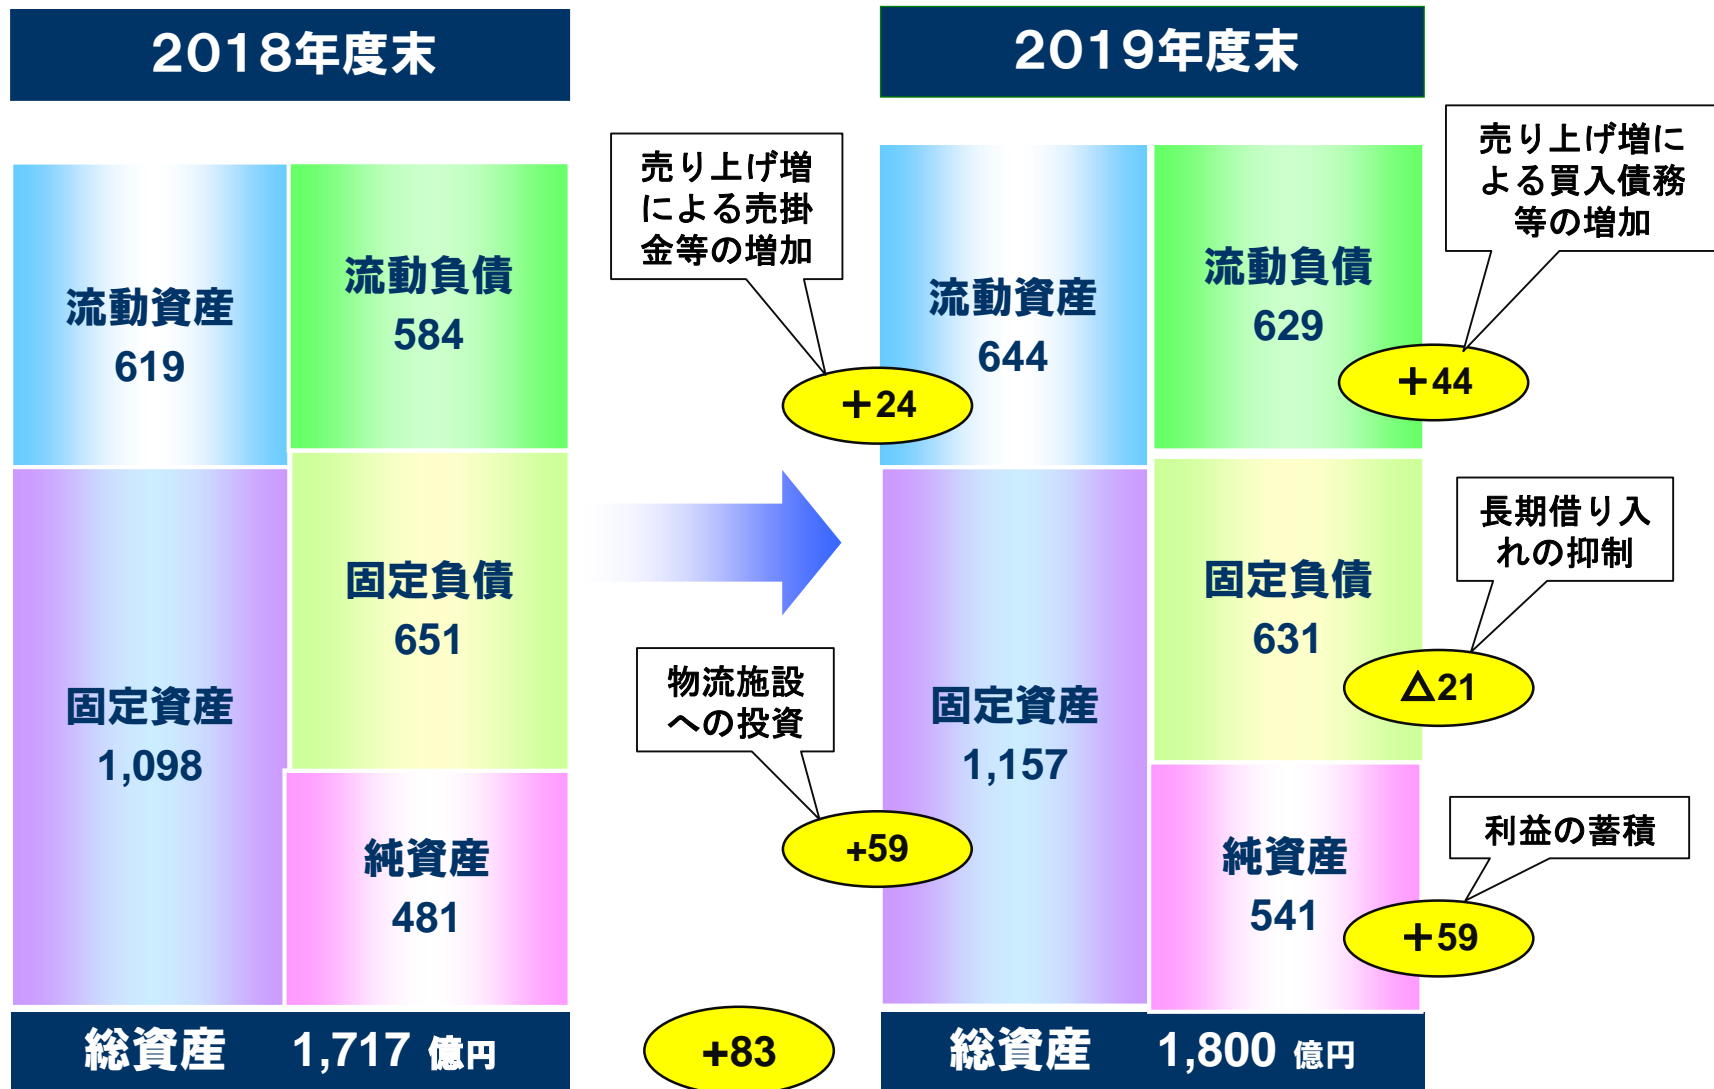 2018年度末
流動資産
619
流動負債
584
固定負債
651
固定資産
1,098
純資産
481
総資産 1,717 億円
売り上げ増
による売掛
金等の増加
+24
物流施設
への投資
+59
+83
2019年度末
流動資産
644
流動負債
629
固定負債
631
固定資産
1,157
純資産
541
総資産 1,800 億円
売り上げ増に
よる買入債務
等の増加
+44
長期借り入
れの抑制
△21
利益の蓄積
+59